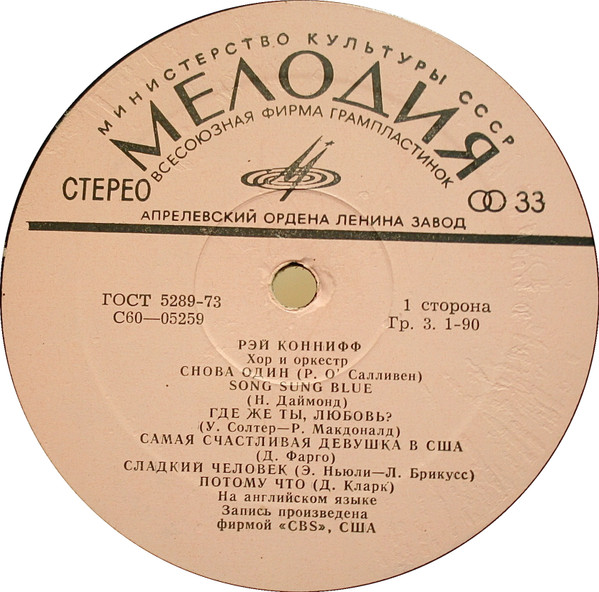 МИНИСТЕРСТВО КУЛЬТУРЫ СССР
МЕЛОДИЯ
ВСЕСОЮЗНАЯ ФИРМА ГРАМПЛАСТИНОК
СТЕРЕО
33
АПРЕЛЕВСКИЙ ОРДЕНА ЛЕНИНА ЗАВОД
ГОСТ 5289-73
С60—05259
1 сторона
Гр. 3. 1-90
РЭЙ КОННИФФ
Хор и оркестр
СНОВА ОДИН (Р. О' Салливен)
SONG SUNG BLUE
(Н. Даймонд)
ГДЕ ЖЕ ТЫ, ЛЮБОВЬ?
(У. Солтер—Р. Макдоналд)
САМАЯ СЧАСТЛИВАЯ ДЕВУШКА В США
(Д. Фарго)
СЛАДКИЙ ЧЕЛОВЕК (Э. Ньюли—Л. Брикусс)
ПОТОМУ ЧТО (Д. Кларк)
На английском языке
Запись произведена
фирмой «CBS», США